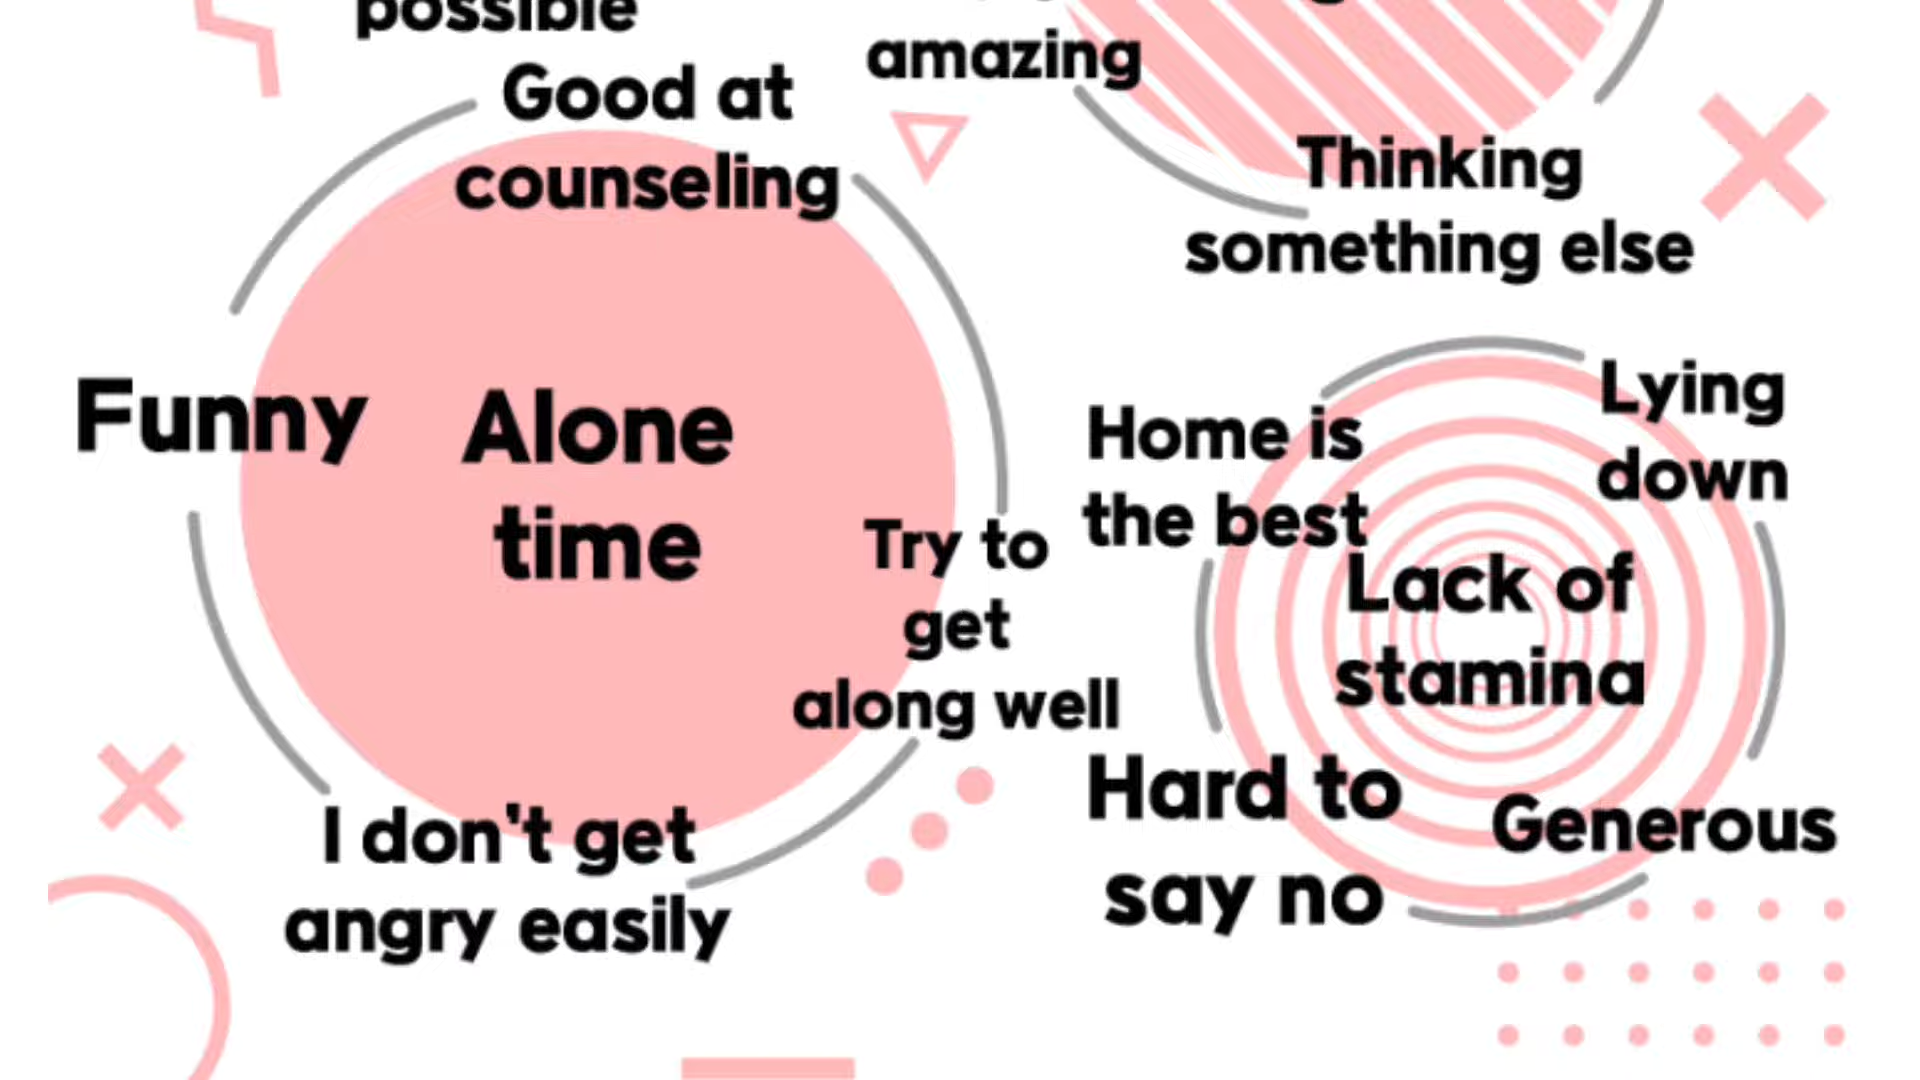 possible
Good at
counseling
amazing
Thinking
something else
Funny
Alone
time
Try to
get
along well
Home is
the best
Lying
down
Lack of
stamina
Hard to
say no
Generous
I don't get
angry easily